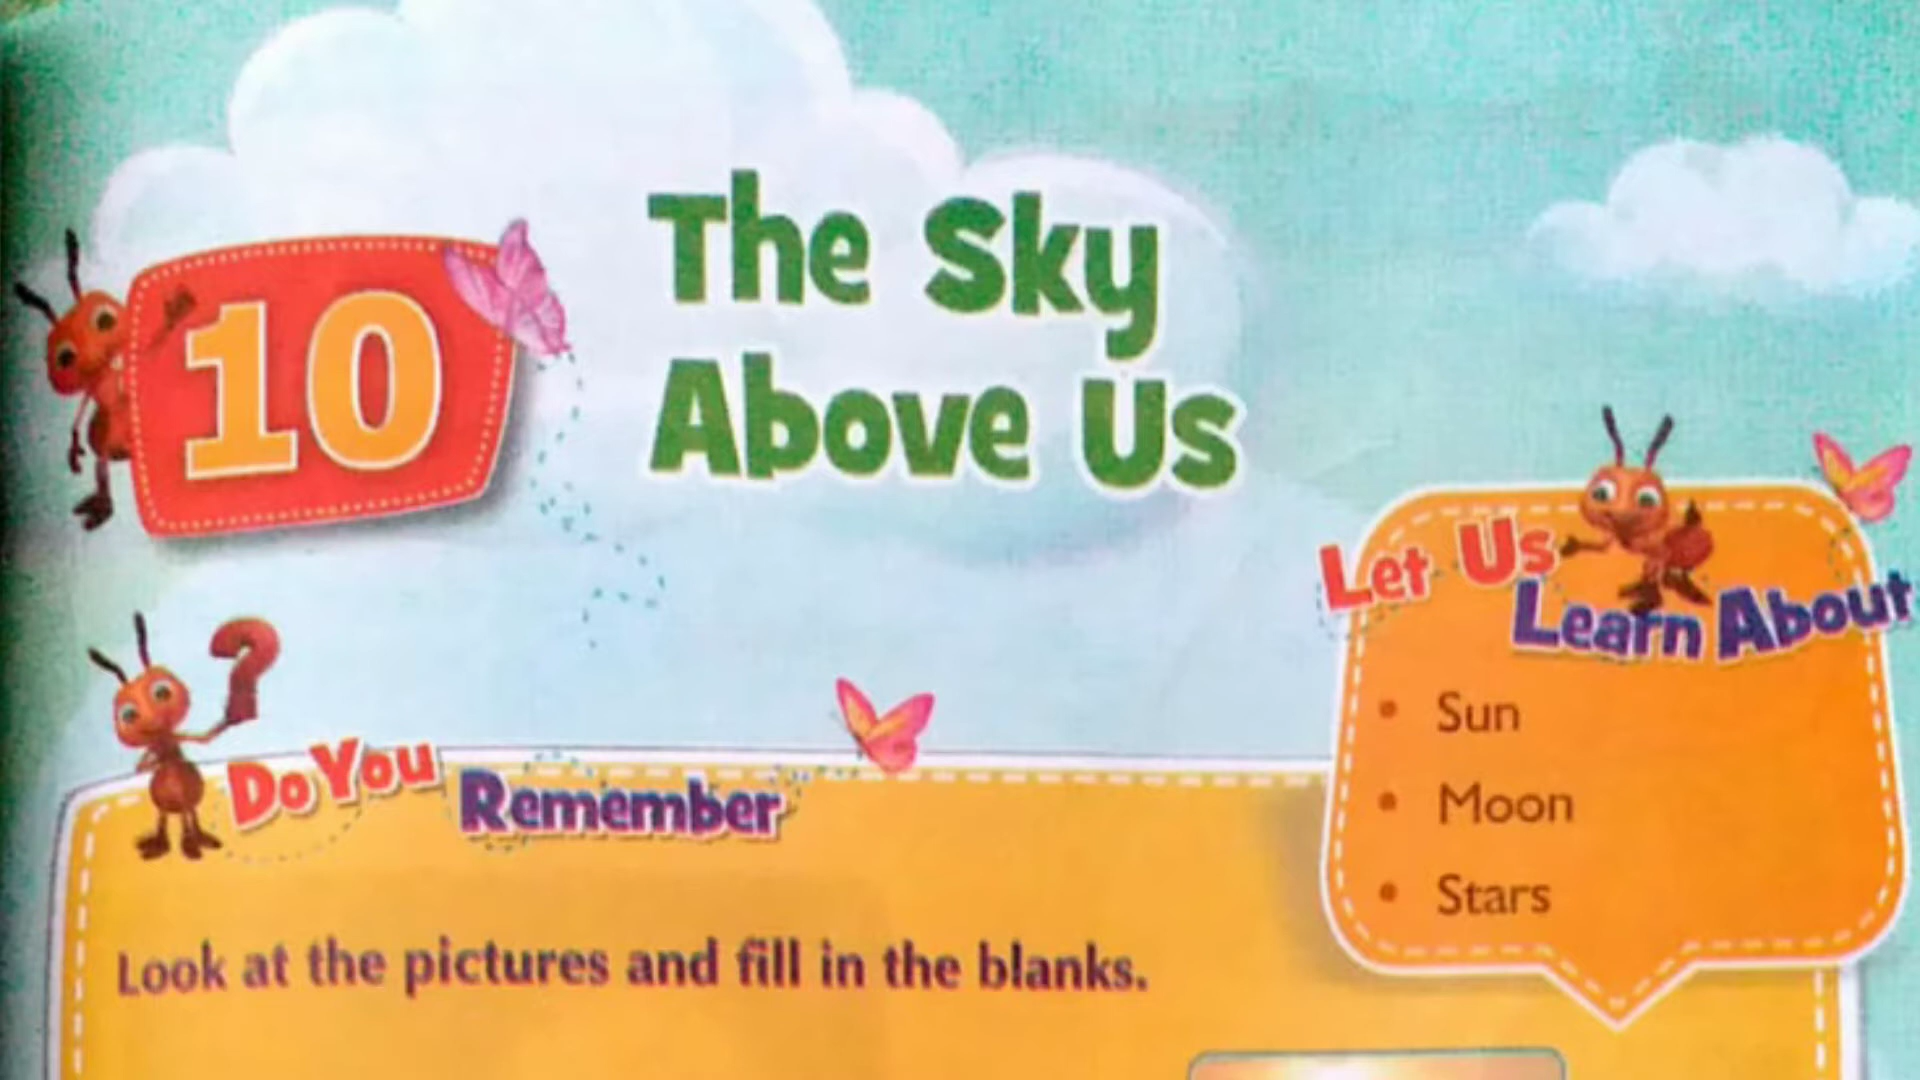 10
The Sky
Above Us
Let Us
Learn About
• Sun
• Moon
• Stars
?
Do You
Remember
Look at the pictures and fill in the blanks.